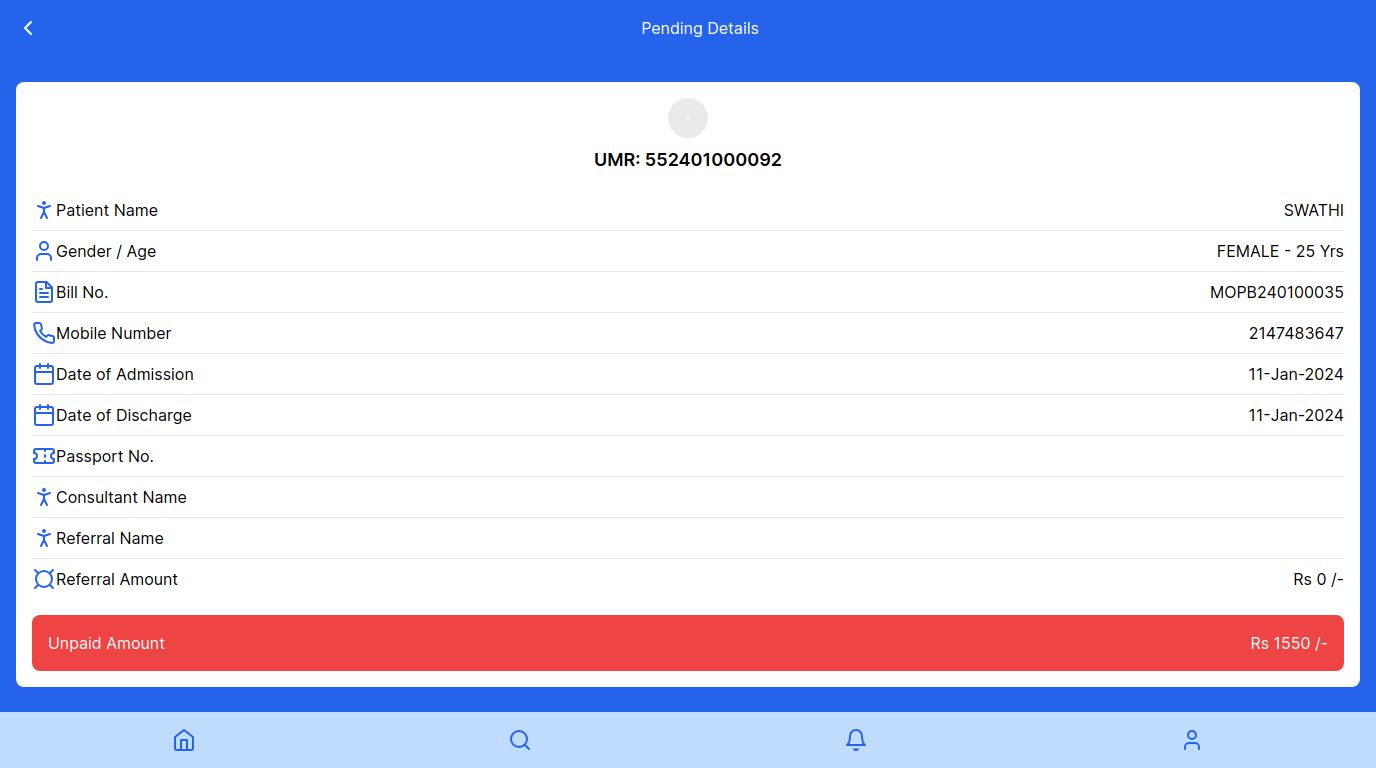 Pending Details
UMR: 552401000092
Patient Name SWATHI
Gender / Age FEMALE - 25 Yrs
Bill No. MOPB240100035
Mobile Number 2147483647
Date of Admission 11-Jan-2024
Date of Discharge 11-Jan-2024
Passport No.
Consultant Name
Referral Name
Referral Amount Rs 0 /-
Unpaid Amount Rs 1550 /-